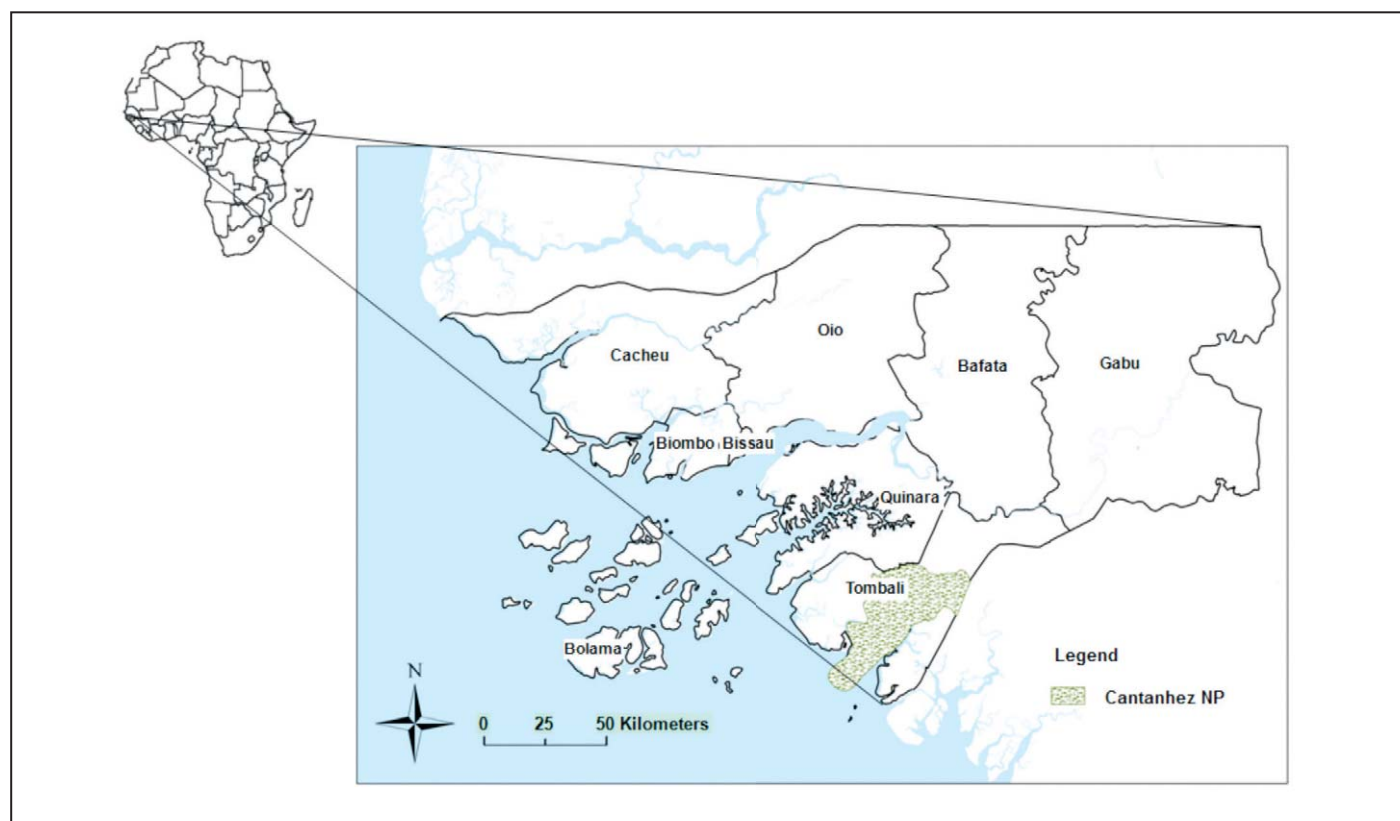 Oio
Cacheu
Bafata
Gabu
Biombo Bissau
Quinara
Tombali
Bolama
Legend
Cantanhez NP
N
0 25 50 Kilometers